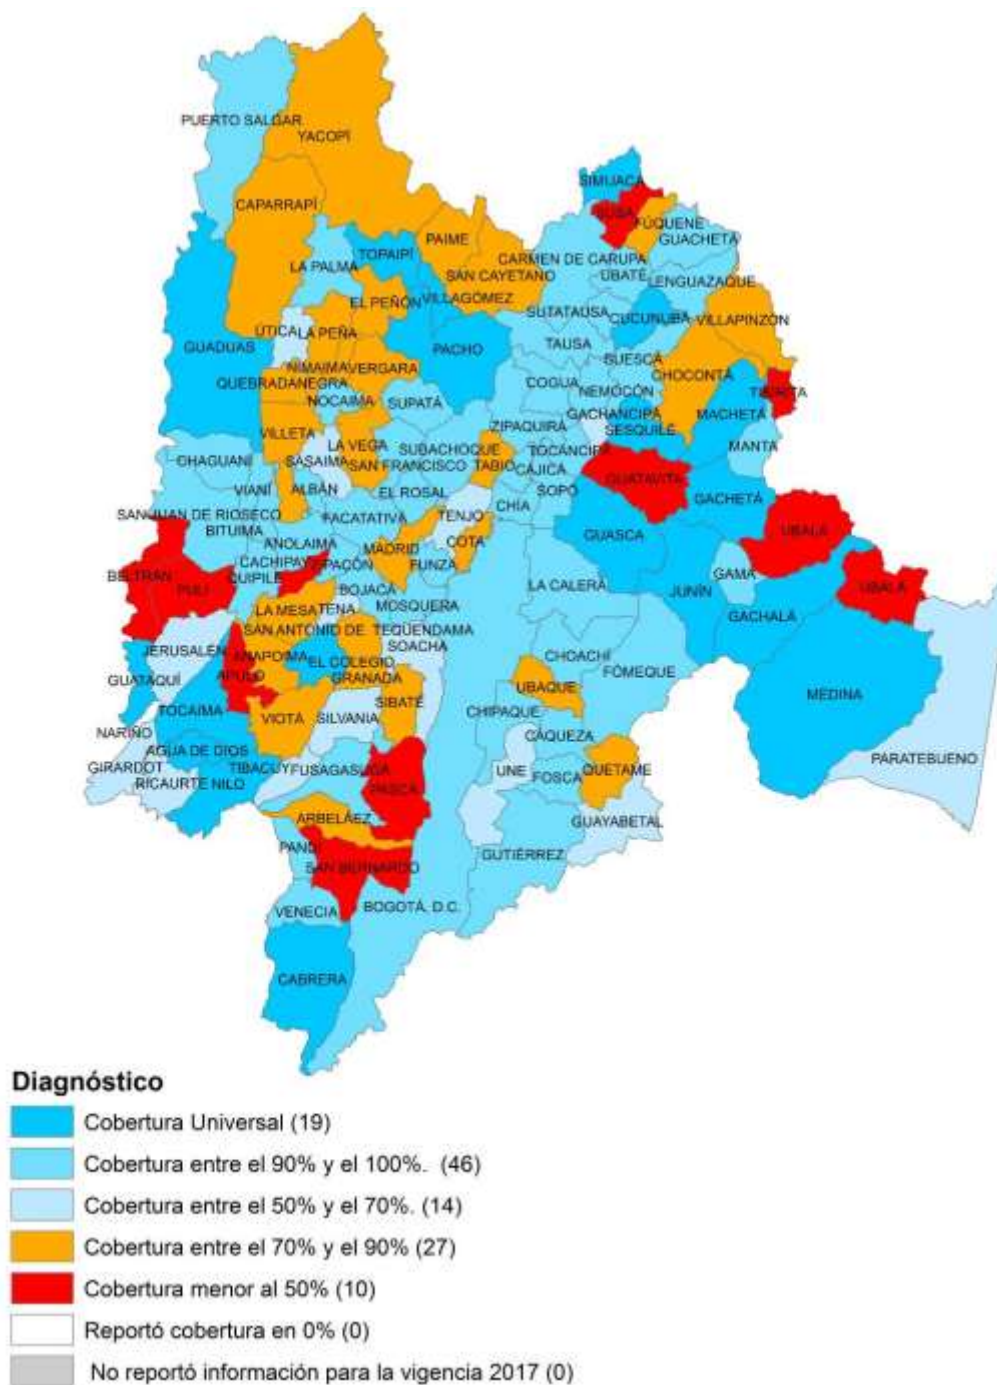 PUERTO SALGAR
YACOPÍ
SIMIJACA
SUSA
CAPARRAPÍ
FÚQUENE
PAIME
GUACHETÁ
TOPAIPÍ
CARMEN DE CARUPA
LA PALMA
SAN CAYETANO
UBATÉ
LENGUAZAQUE
EL PEÑÓN
VILLAGÓMEZ
SUTATAUSA
CUCUNUBÁ
VILLAPINZÓN
ÚTICA
LA PEÑA
GUADUAS
PACHO
TAUSA
SUESCA
NIMAIMA
VERGARA
CHOCONTÁ
QUEBRADANEGRA
COGUA
NEMOCÓN
TIBIRITA
NOCAIMA
SUPATÁ
GACHANCIPÁ
MACHETÁ
ZIPAQUIRÁ
SESQUILÉ
VILLETA
LA VEGA
SUBACHOQUE
TOCANCIPÁ
MANTA
CHAGUANÍ
SASAIMA
SAN FRANCISCO
TABIO
CAJICÁ
GUATAVITA
VIANÍ
ALBÁN
EL ROSAL
SOPÓ
GACHETÁ
SAN JUAN DE RIOSECO
FACATATIVÁ
TENJO
CHÍA
BITUIMA
UBALÁ
ANOLAIMA
MADRID
COTA
GUASCA
CACHIPAY
ZIPACÓN
FUNZA
BELTRÁN
PULÍ
QUIPILE
BOJACÁ
LA CALERA
GAMA
UBALÁ
JUNÍN
LA MESA
TENA
MOSQUERA
GACHALÁ
SAN ANTONIO DE TEQUENDAMA
JERUSALÉN
ANAPOIMA
SOACHA
CHOACHÍ
GUATAQUÍ
APULO
EL COLEGIO
FÓMEQUE
GRANADA
UBAQUE
MEDINA
TOCAIMA
SIBATÉ
VIOTÁ
SILVANIA
CHIPAQUE
NARIÑO
CÁQUEZA
AGUA DE DIOS
PARATEBUENO
GIRARDOT
TIBACUY
FUSAGASUGÁ
UNE
QUETAME
RICAURTE
NILO
FOSCA
PASCA
ARBELÁEZ
GUAYABETAL
PANDI
GUTIÉRREZ
SAN BERNARDO
VENECIA
BOGOTÁ, D.C.
CABRERA
Diagnóstico
Cobertura Universal (19)
Cobertura entre el 90% y el 100%. (46)
Cobertura entre el 50% y el 70%. (14)
Cobertura entre el 70% y el 90% (27)
Cobertura menor al 50% (10)
Reportó cobertura en 0% (0)
No reportó información para la vigencia 2017 (0)